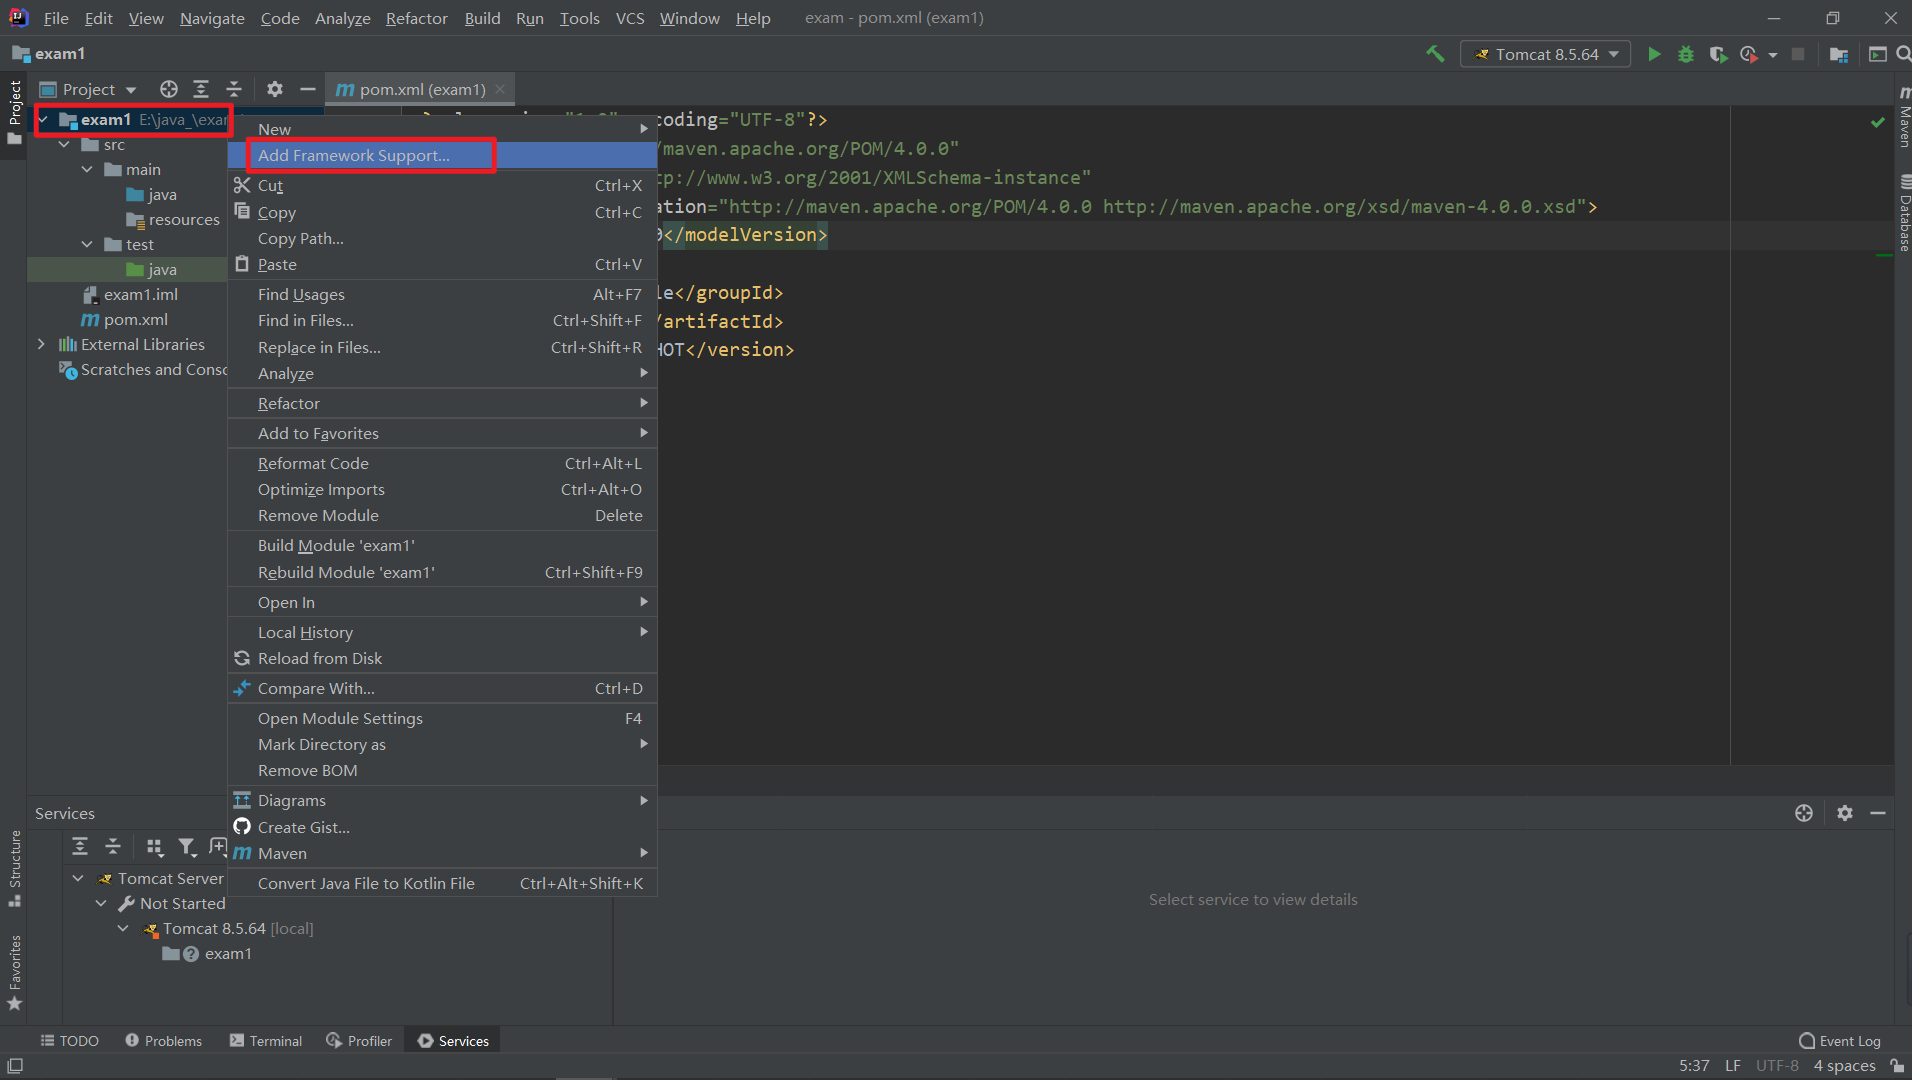 File Edit View Navigate Code Analyze Refactor Build Run Tools VCS Window Help exam - pom.xml (exam1)
exam1
Tomcat 8.5.64
Project
pom.xml (exam1)
Project
exam1 E:\java_\exam
src
main
java
resources
test
java
exam1.iml
pom.xml
External Libraries
Scratches and Conso
New
Add Framework Support...
Cut Ctrl+X
Copy Ctrl+C
Copy Path...
Paste Ctrl+V
Find Usages Alt+F7
Find in Files... Ctrl+Shift+F
Replace in Files... Ctrl+Shift+R
Analyze
Refactor
Add to Favorites
Reformat Code Ctrl+Alt+L
Optimize Imports Ctrl+Alt+O
Remove Module Delete
Build Module 'exam1'
Rebuild Module 'exam1' Ctrl+Shift+F9
Open In
Local History
Reload from Disk
Compare With... Ctrl+D
Open Module Settings F4
Mark Directory as
Remove BOM
Diagrams
Create Gist...
Maven
Convert Java File to Kotlin File Ctrl+Alt+Shift+K
coding="UTF-8"?>
/maven.apache.org/POM/4.0.0"
tp://www.w3.org/2001/XMLSchema-instance"
ation="http://maven.apache.org/POM/4.0.0 http://maven.apache.org/xsd/maven-4.0.0.xsd">
0</modelVersion>
le</groupId>
/artifactId>
HOT</version>
Maven
Database
Services
Tomcat Server
Not Started
Tomcat 8.5.64 [local]
exam1
Select service to view details
Structure
Favorites
TODO Problems Terminal Profiler Services Event Log
5:37 LF UTF-8 4 spaces